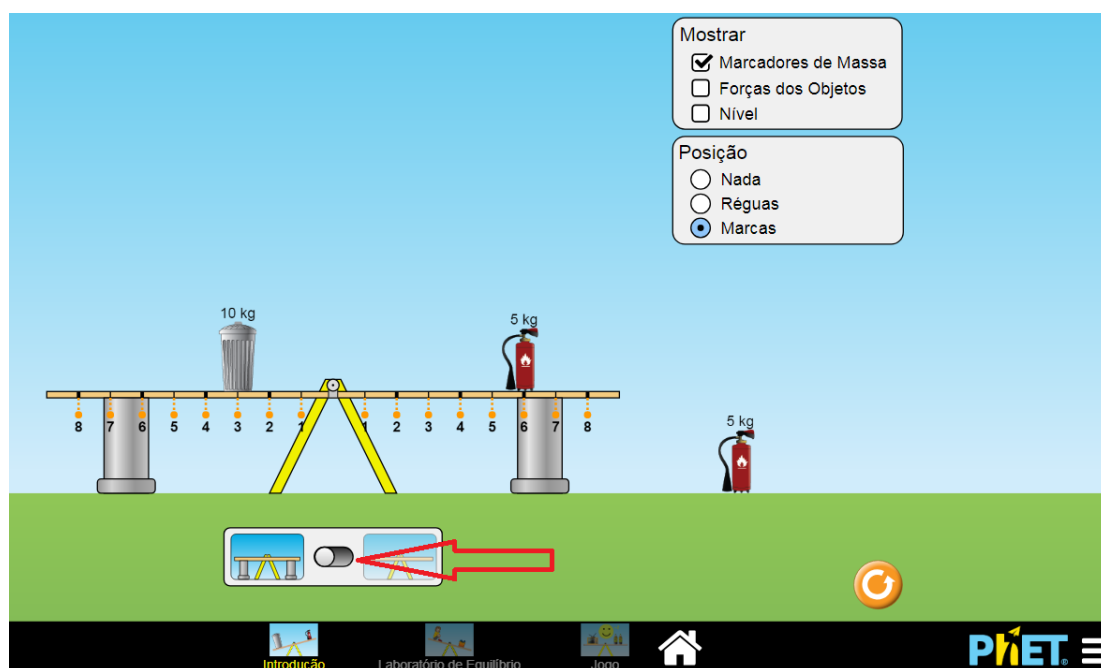 Mostrar
Marcadores de Massa
Forças dos Objetos
Nível
Posição
Nada
Réguas
Marcas
10 kg
5 kg
8 7 6 5 4 3 2 1 1 2 3 4 5 6 7 8
5 kg
Introdução
Laboratório de Equilíbrio
Jogo
PhET